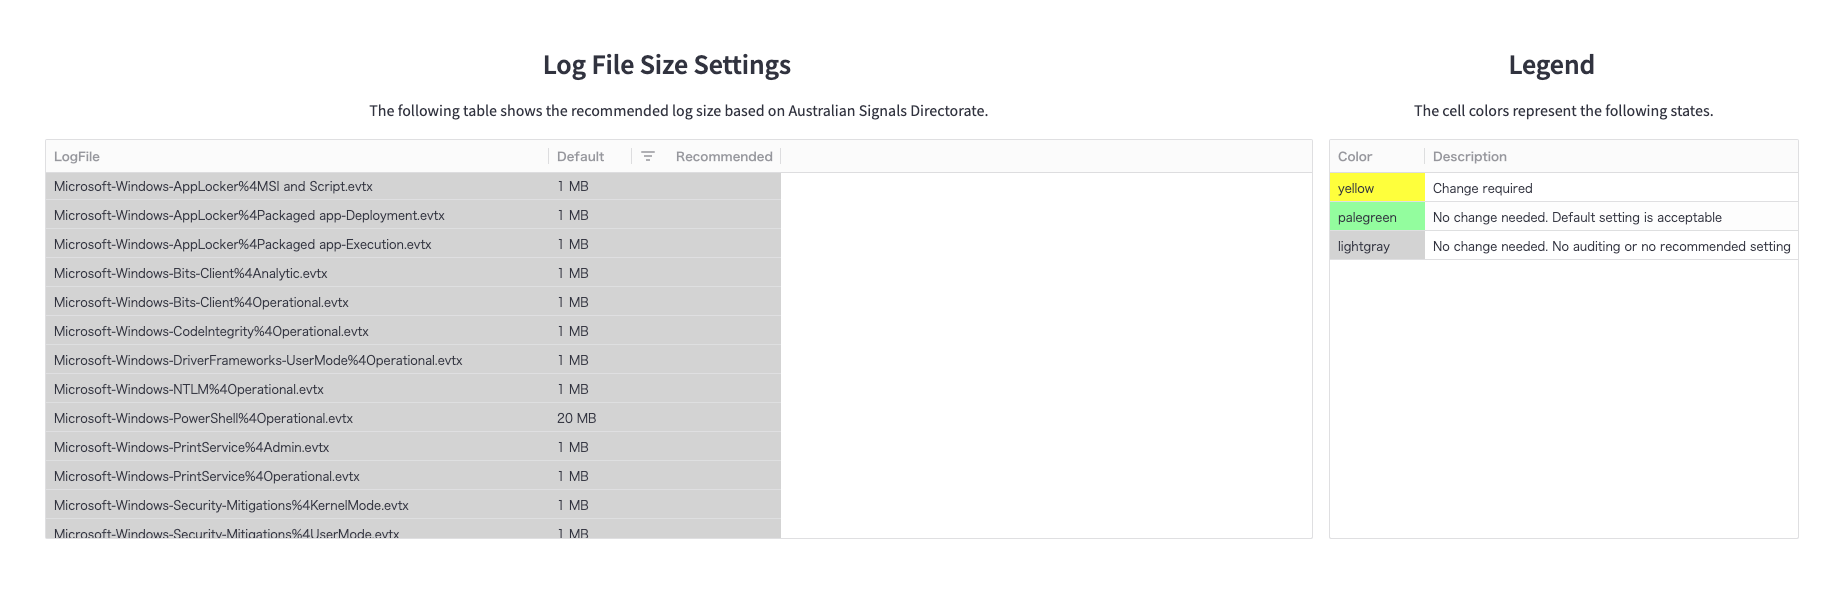 Log File Size Settings
The following table shows the recommended log size based on Australian Signals Directorate.
LogFile Default Recommended
Microsoft-Windows-AppLocker%4MSI and Script.evtx 1 MB
Microsoft-Windows-AppLocker%4Packaged app-Deployment.evtx 1 MB
Microsoft-Windows-AppLocker%4Packaged app-Execution.evtx 1 MB
Microsoft-Windows-Bits-Client%4Analytic.evtx 1 MB
Microsoft-Windows-Bits-Client%4Operational.evtx 1 MB
Microsoft-Windows-CodeIntegrity%4Operational.evtx 1 MB
Microsoft-Windows-DriverFrameworks-UserMode%4Operational.evtx 1 MB
Microsoft-Windows-NTLM%4Operational.evtx 1 MB
Microsoft-Windows-PowerShell%4Operational.evtx 20 MB
Microsoft-Windows-PrintService%4Admin.evtx 1 MB
Microsoft-Windows-PrintService%4Operational.evtx 1 MB
Microsoft-Windows-Security-Mitigations%4KernelMode.evtx 1 MB
Microsoft-Windows-Security-Mitigations%4UserMode.evtx 1 MB
Legend
The cell colors represent the following states.
Color Description
yellow Change required
palegreen No change needed. Default setting is acceptable
lightgray No change needed. No auditing or no recommended setting